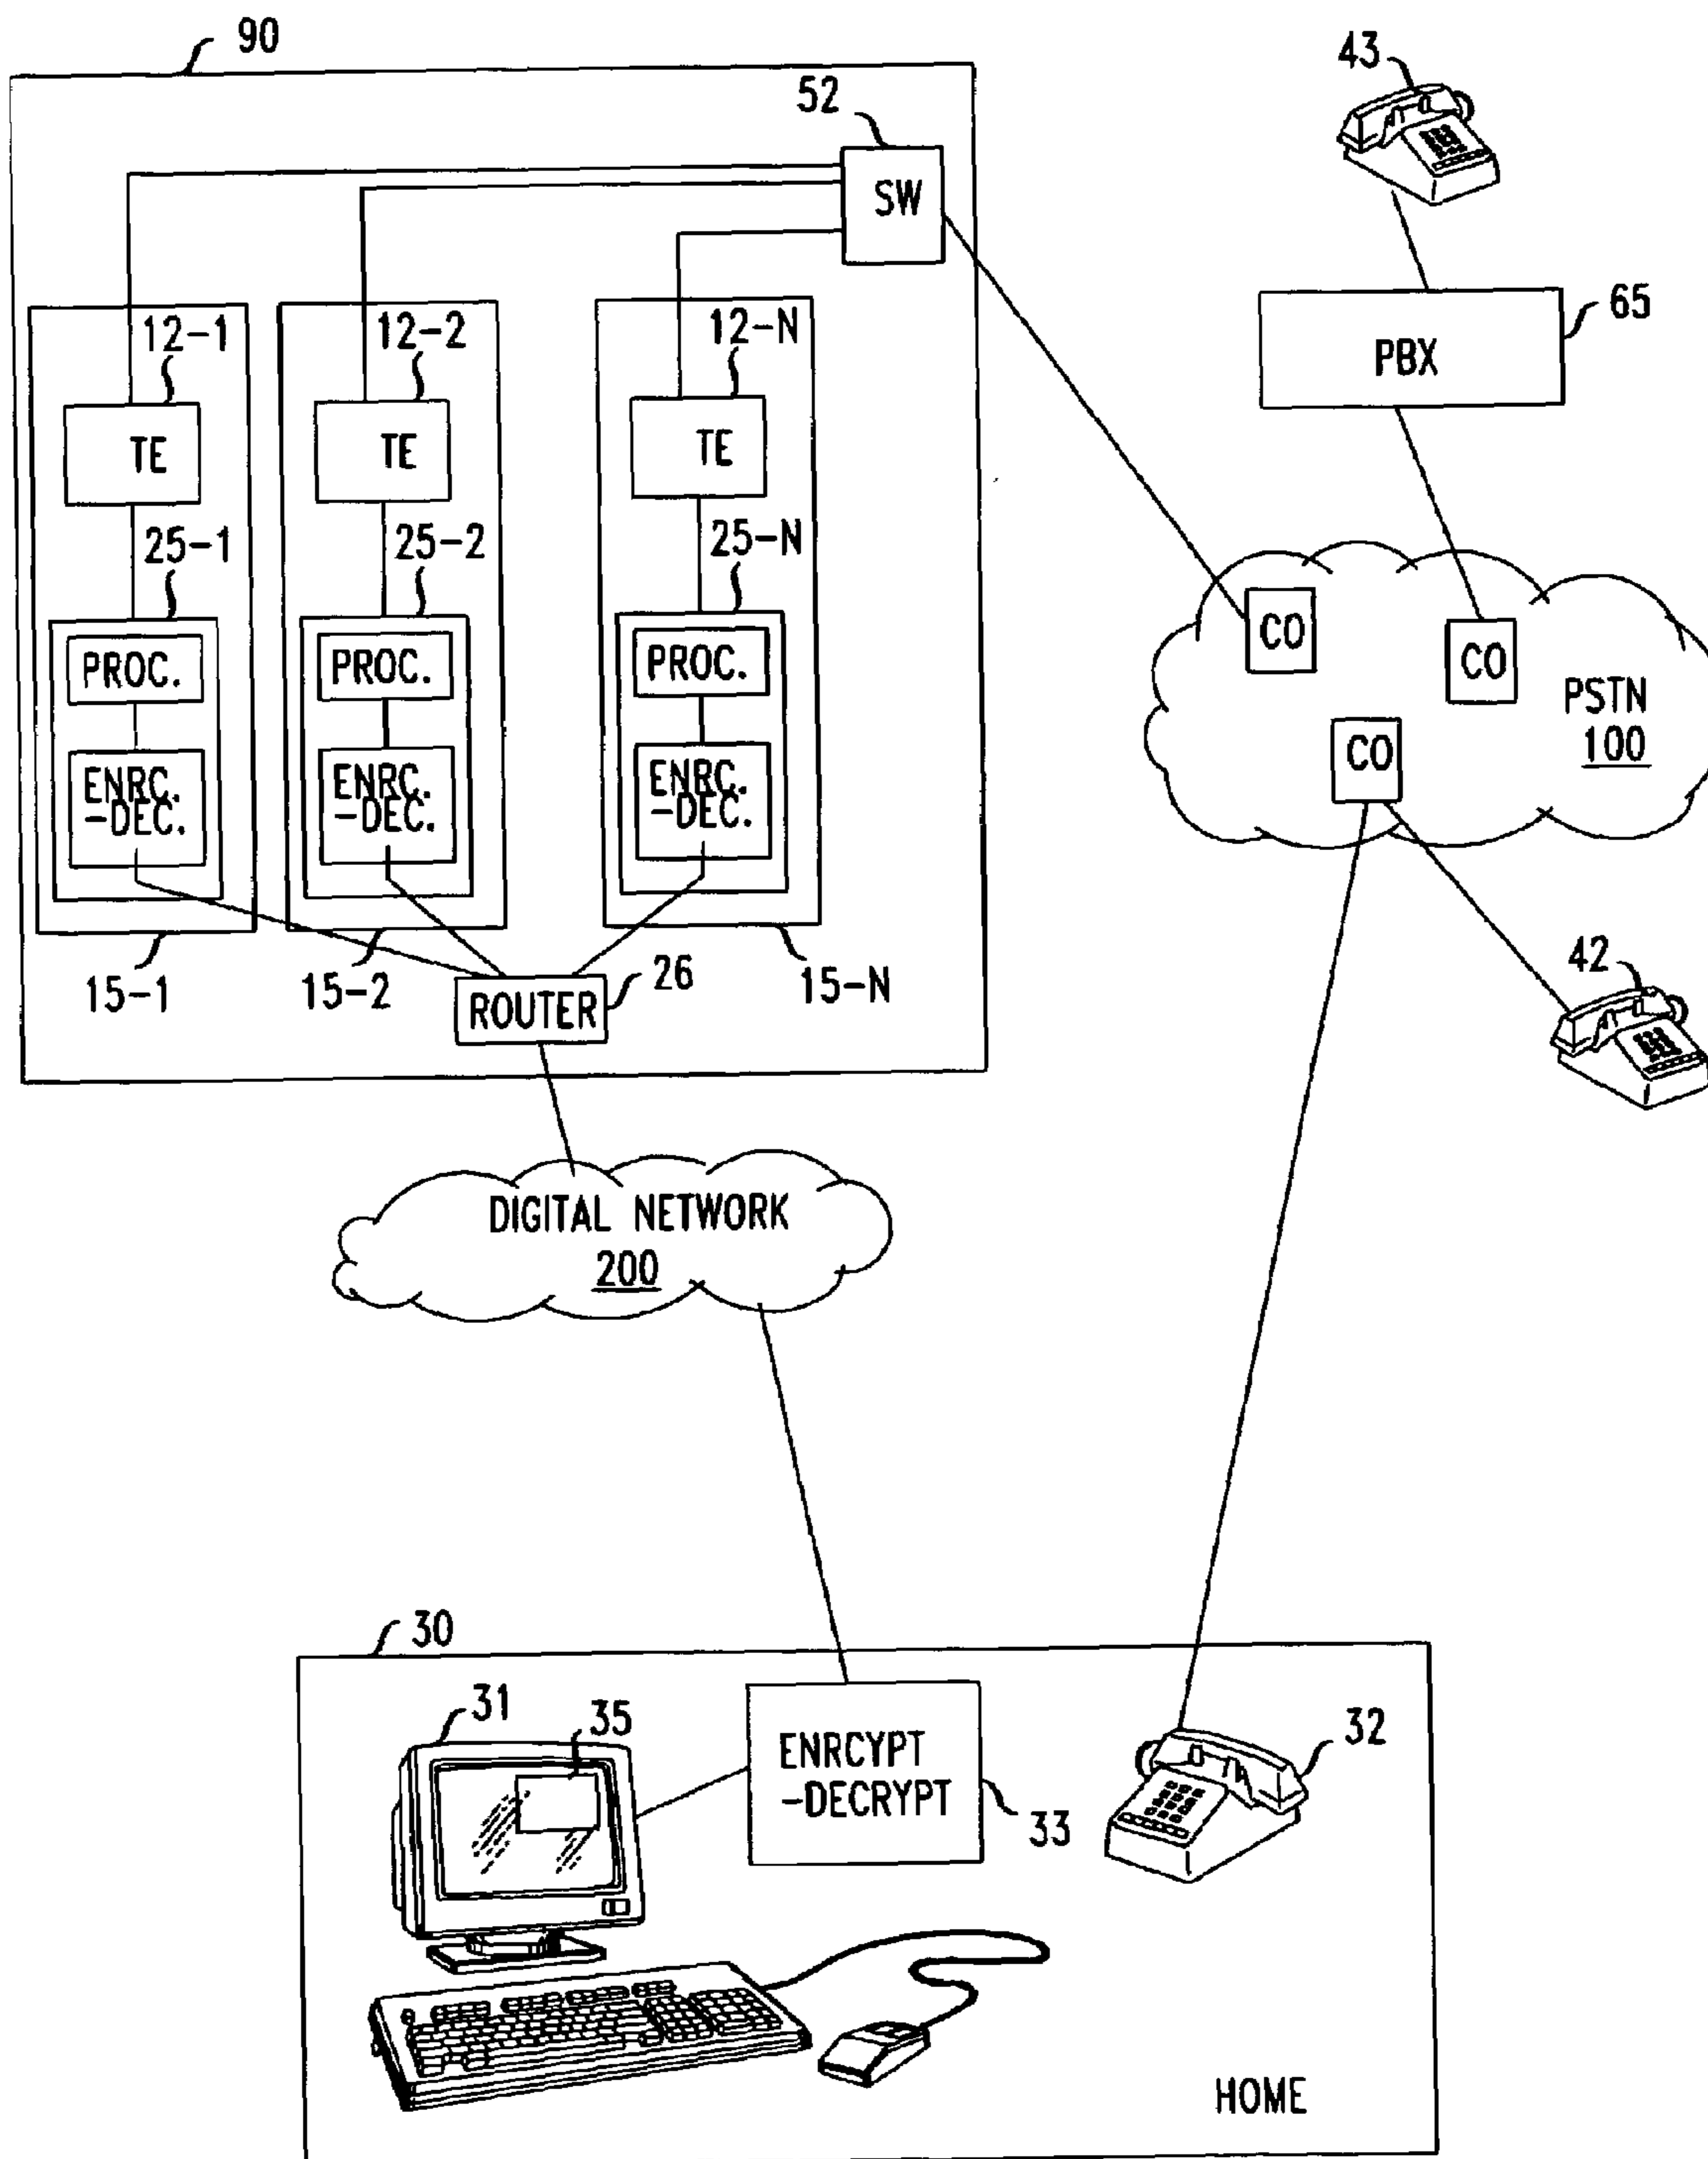 90
43
52
SW
65
PBX
12-1
12-2
12-N
TE
TE
TE
25-1
25-2
25-N
PROC.
PROC.
PROC.
ENRC.
-DEC.
ENRC.
-DEC.
ENRC.
-DEC.
CO
CO
CO
PSTN
100
15-1
15-2
15-N
26
ROUTER
42
DIGITAL NETWORK
200
30
31
35
ENRCYPT
-DECRYPT
33
32
HOME